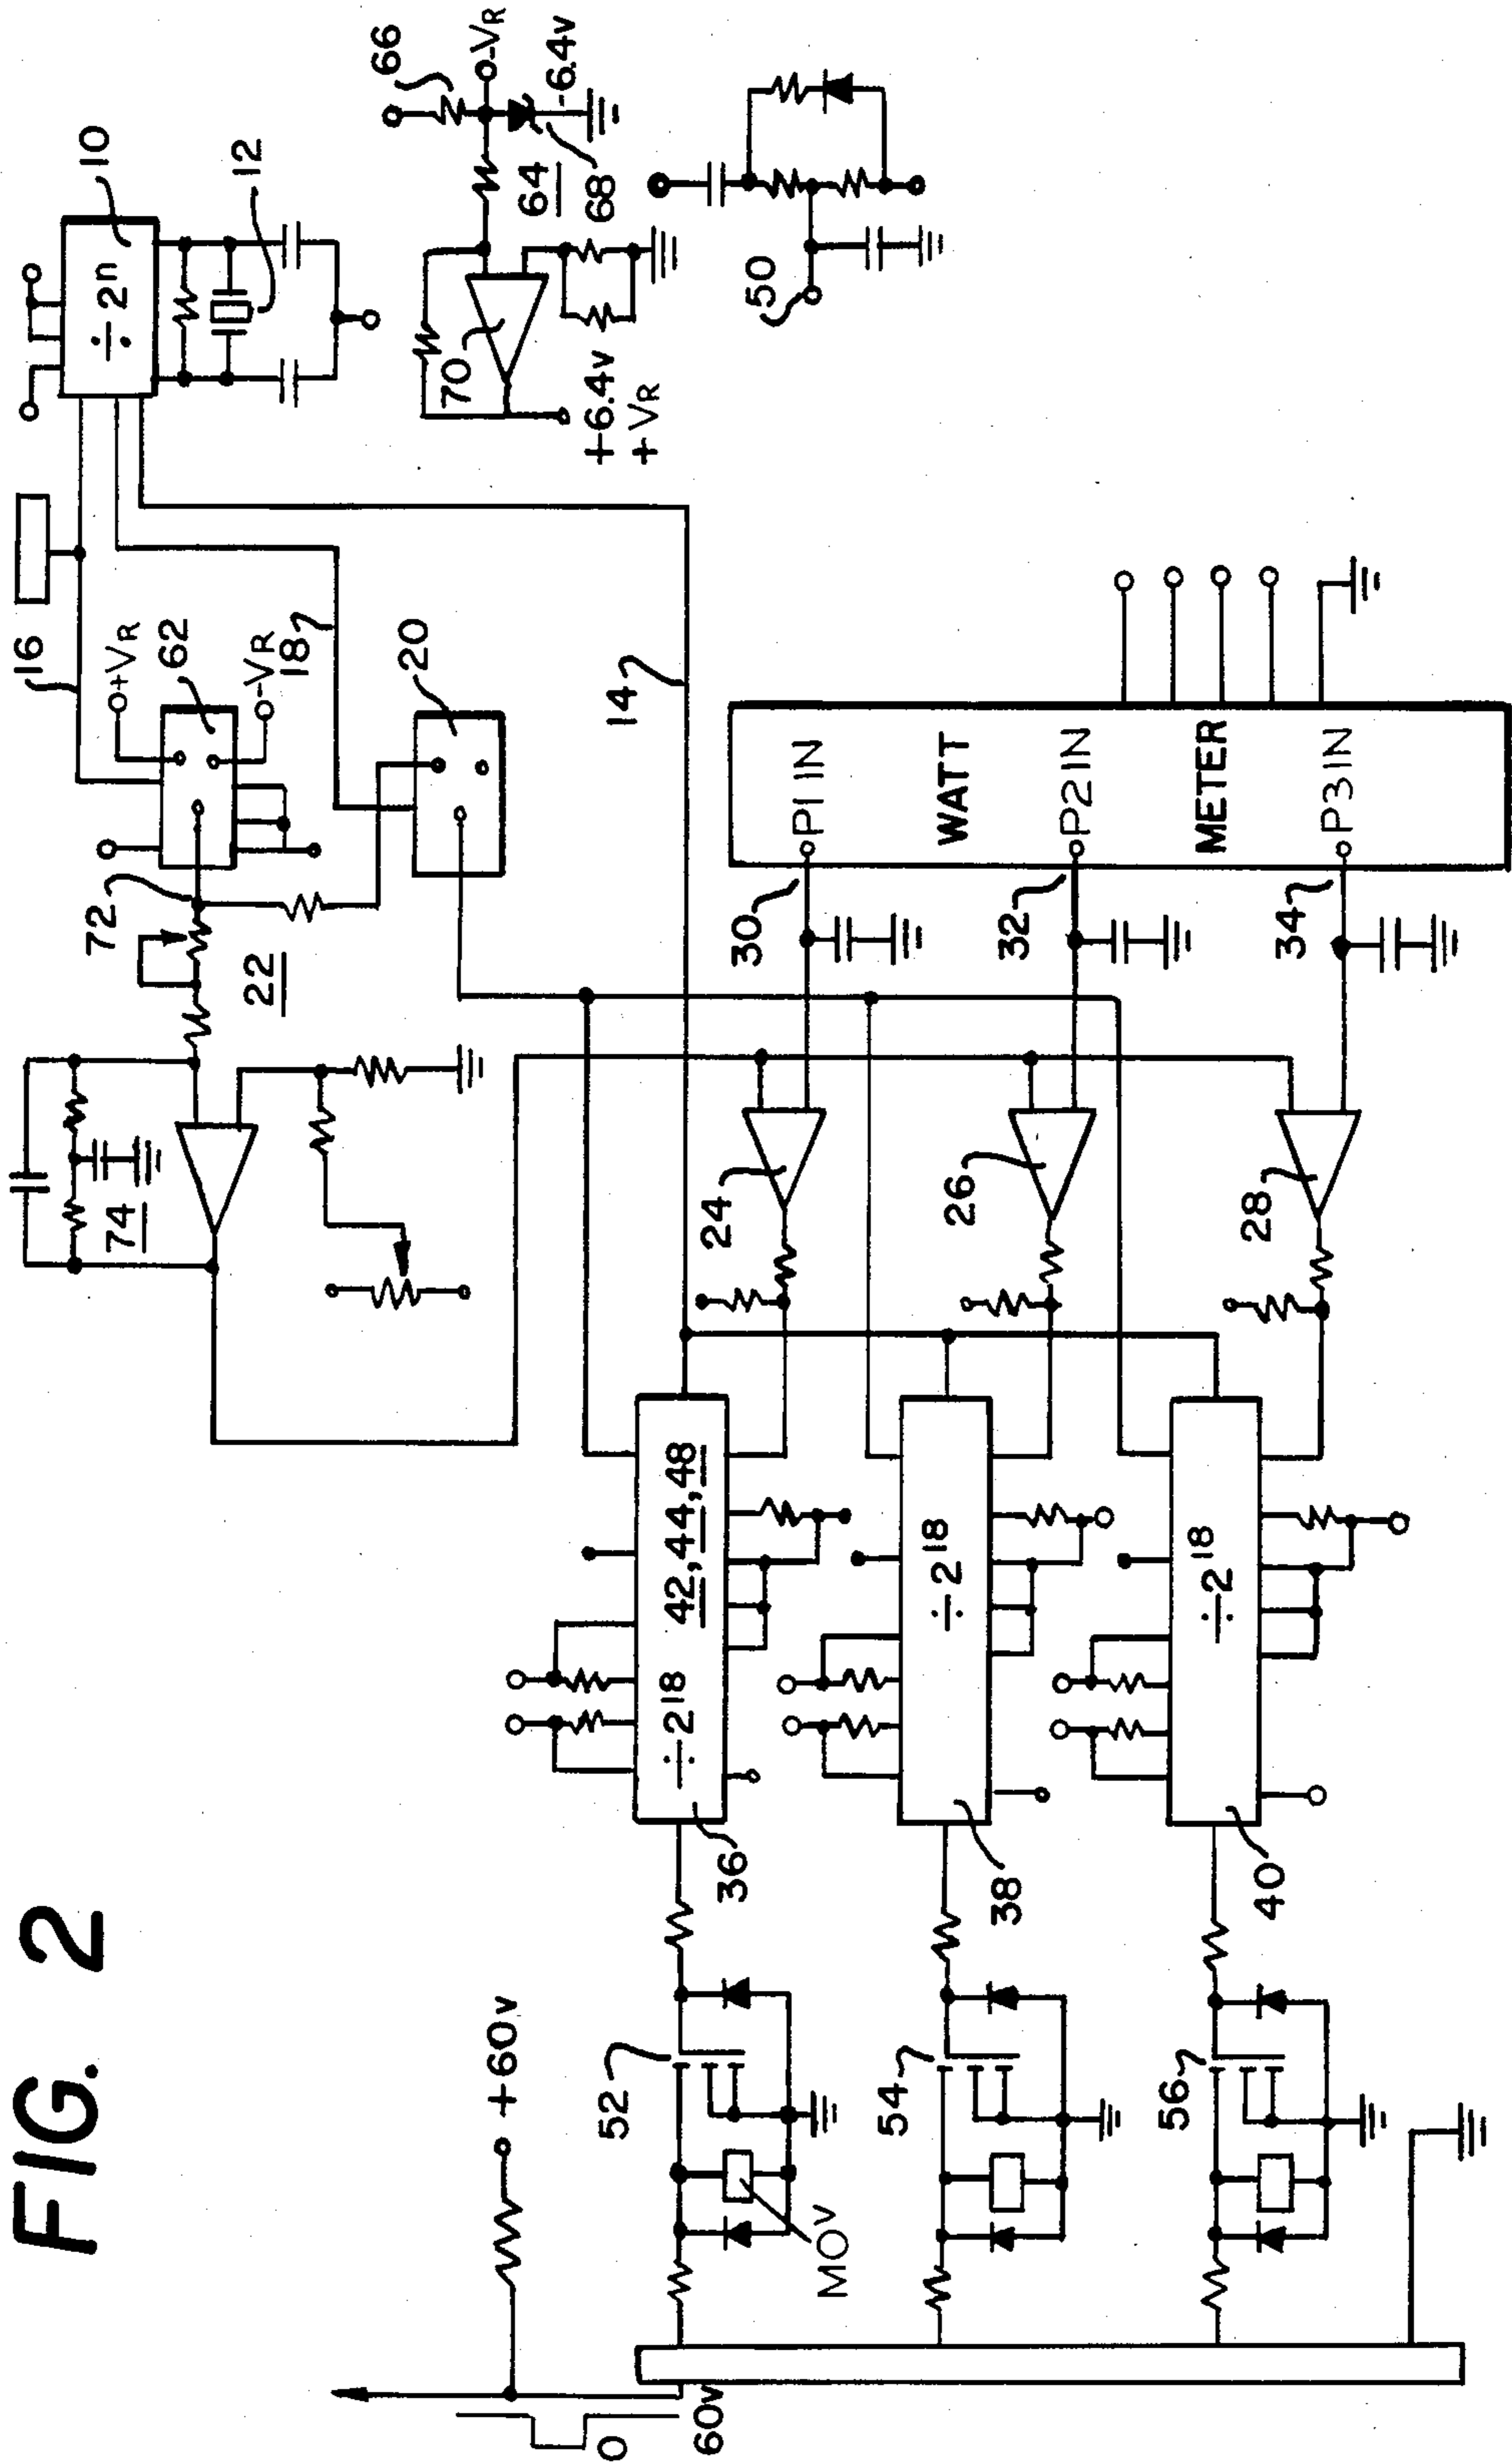 FIG. 2
10
÷2ⁿ
12
66
-VR
-6.4v
64
68
70
+6.4v
+VR
50
16
+VR
62
-VR
18
20
14
72
22
74
P1 IN
WATT
P2 IN
METER
P3 IN
30
32
34
24
26
28
÷2¹⁸
42, 44, 48
÷2¹⁸
÷2¹⁸
36
38
40
+60v
52
54
56
MOV
0
60v